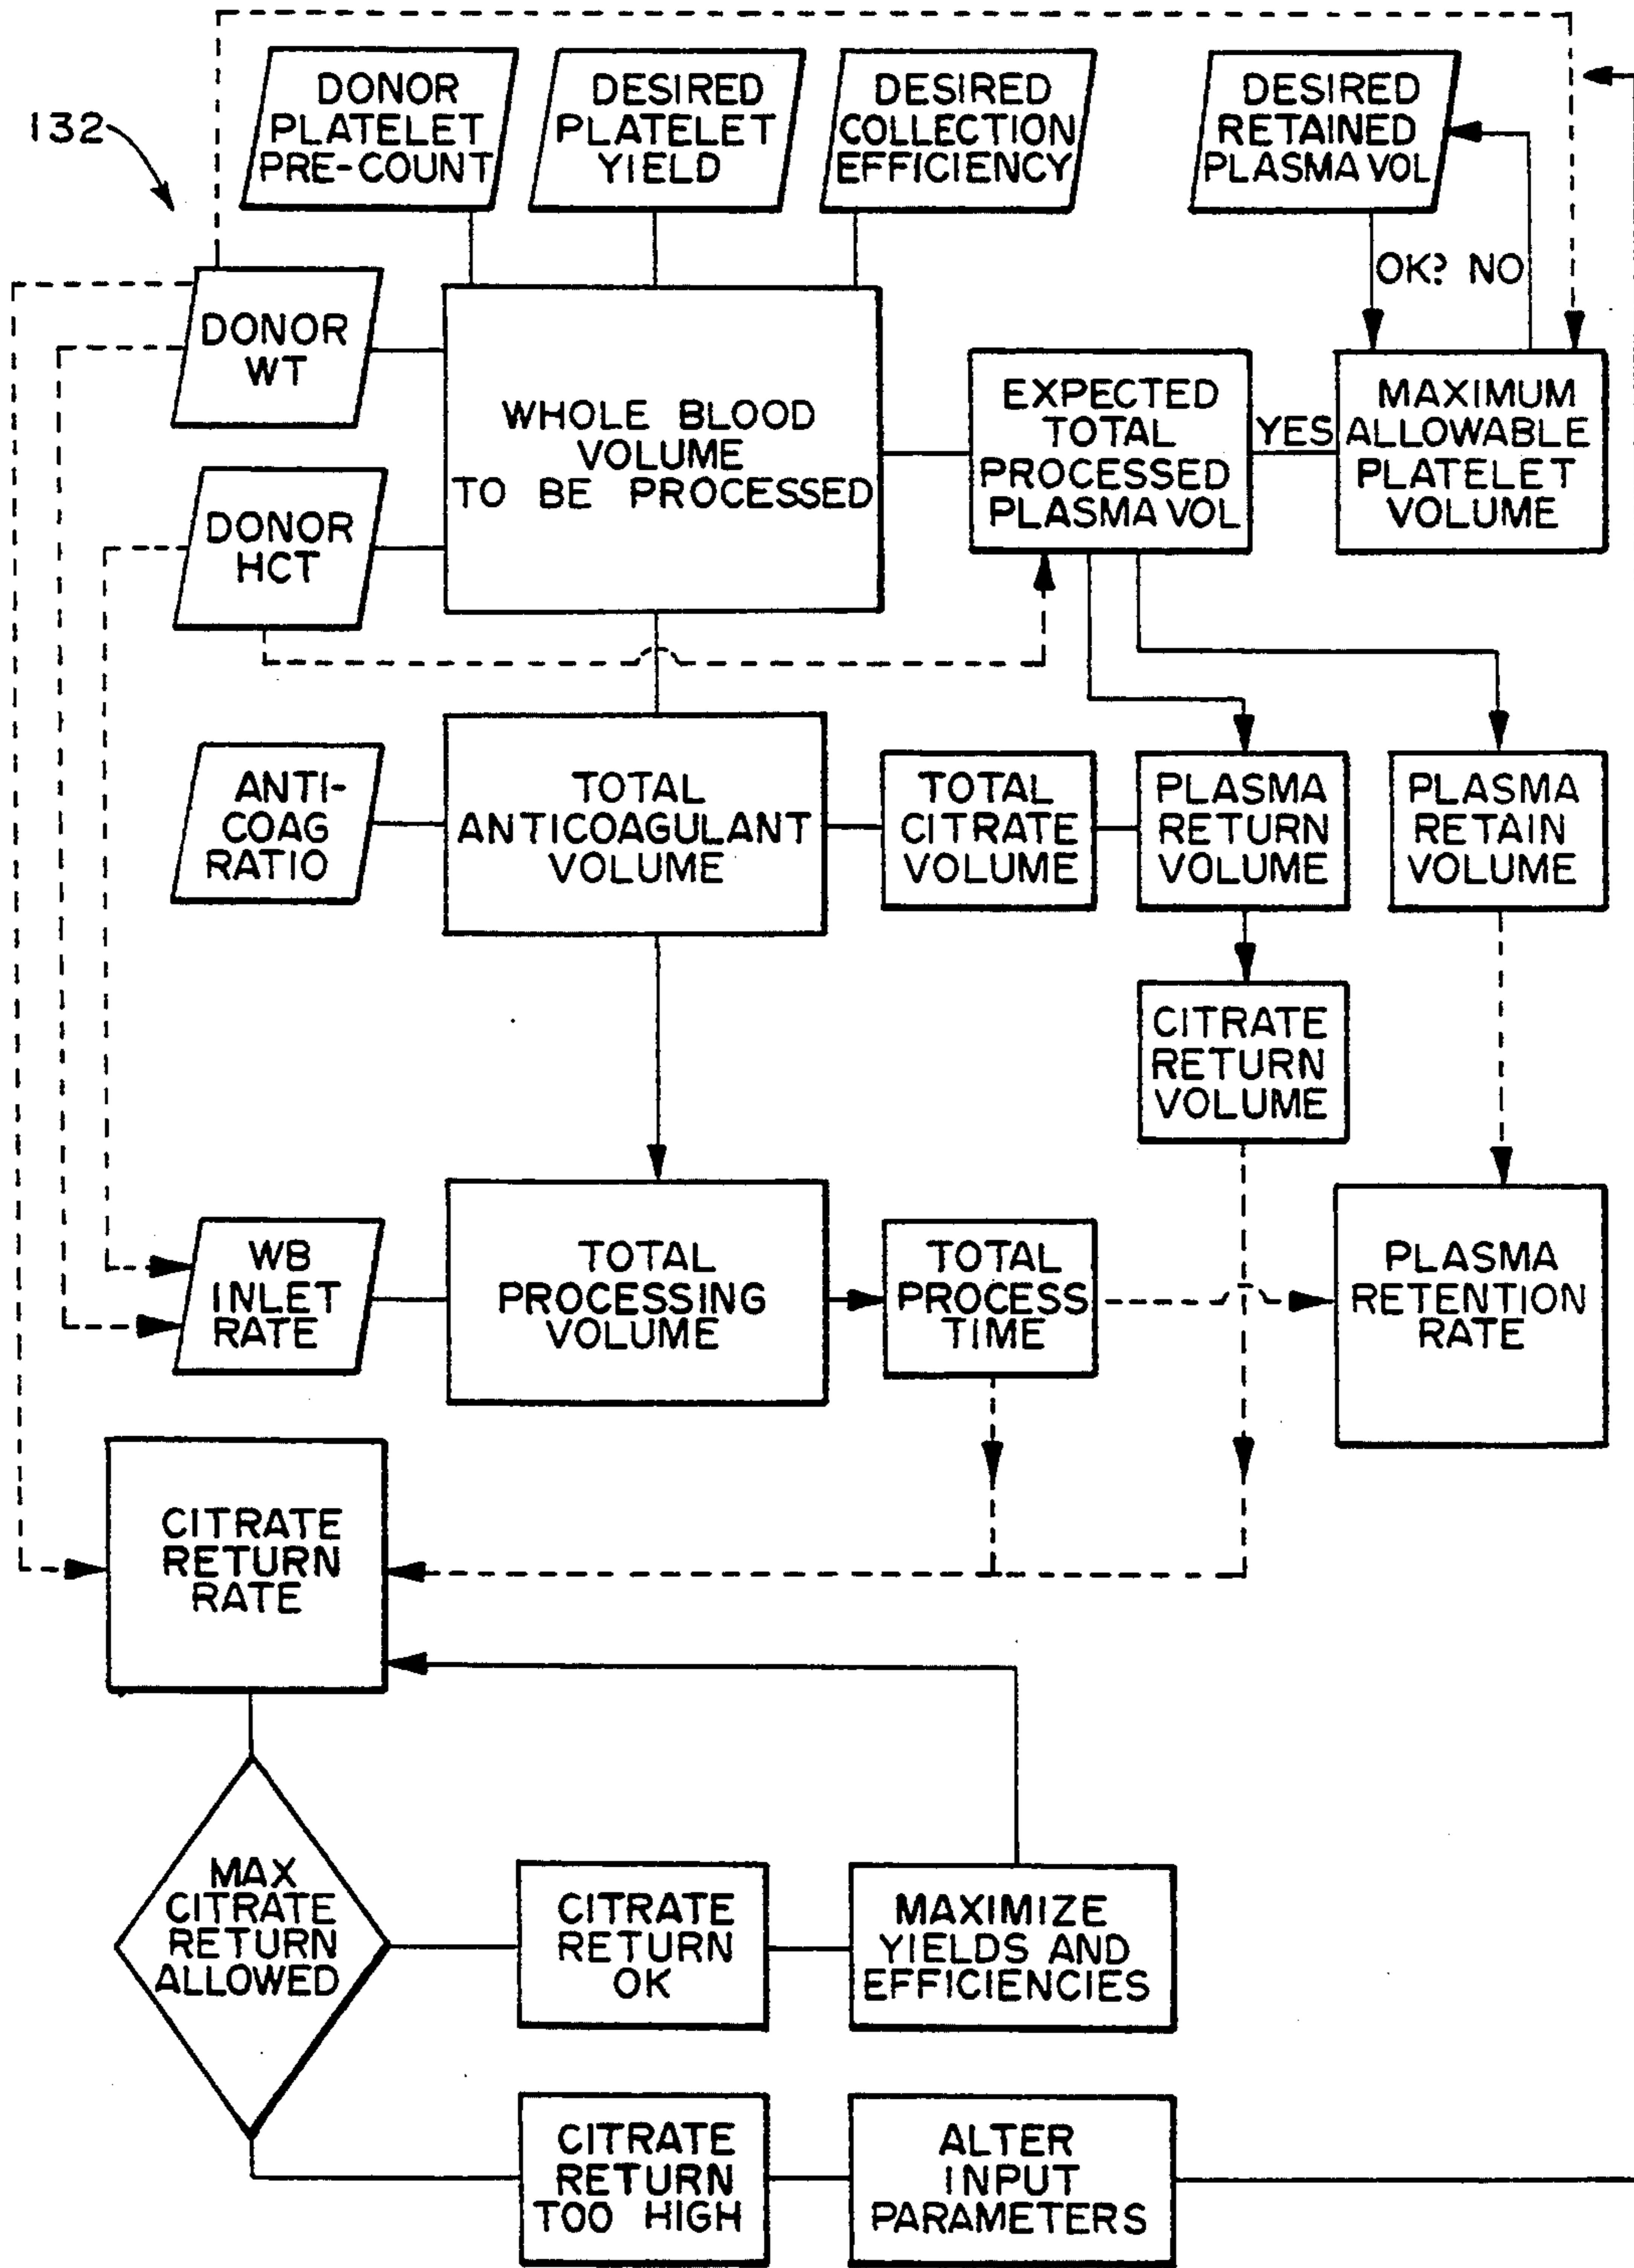 DONOR
PLATELET
PRE-COUNT
DESIRED
PLATELET
YIELD
DESIRED
COLLECTION
EFFICIENCY
DESIRED
RETAINED
PLASMA VOL
132
OK? NO
DONOR
WT
WHOLE BLOOD
VOLUME
TO BE PROCESSED
EXPECTED
TOTAL
PROCESSED
PLASMA VOL
YES
MAXIMUM
ALLOWABLE
PLATELET
VOLUME
DONOR
HCT
ANTI-
COAG
RATIO
TOTAL
ANTICOAGULANT
VOLUME
TOTAL
CITRATE
VOLUME
PLASMA
RETURN
VOLUME
PLASMA
RETAIN
VOLUME
CITRATE
RETURN
VOLUME
WB
INLET
RATE
TOTAL
PROCESSING
VOLUME
TOTAL
PROCESS
TIME
PLASMA
RETENTION
RATE
CITRATE
RETURN
RATE
MAX
CITRATE
RETURN
ALLOWED
CITRATE
RETURN
OK
MAXIMIZE
YIELDS AND
EFFICIENCIES
CITRATE
RETURN
TOO HIGH
ALTER
INPUT
PARAMETERS